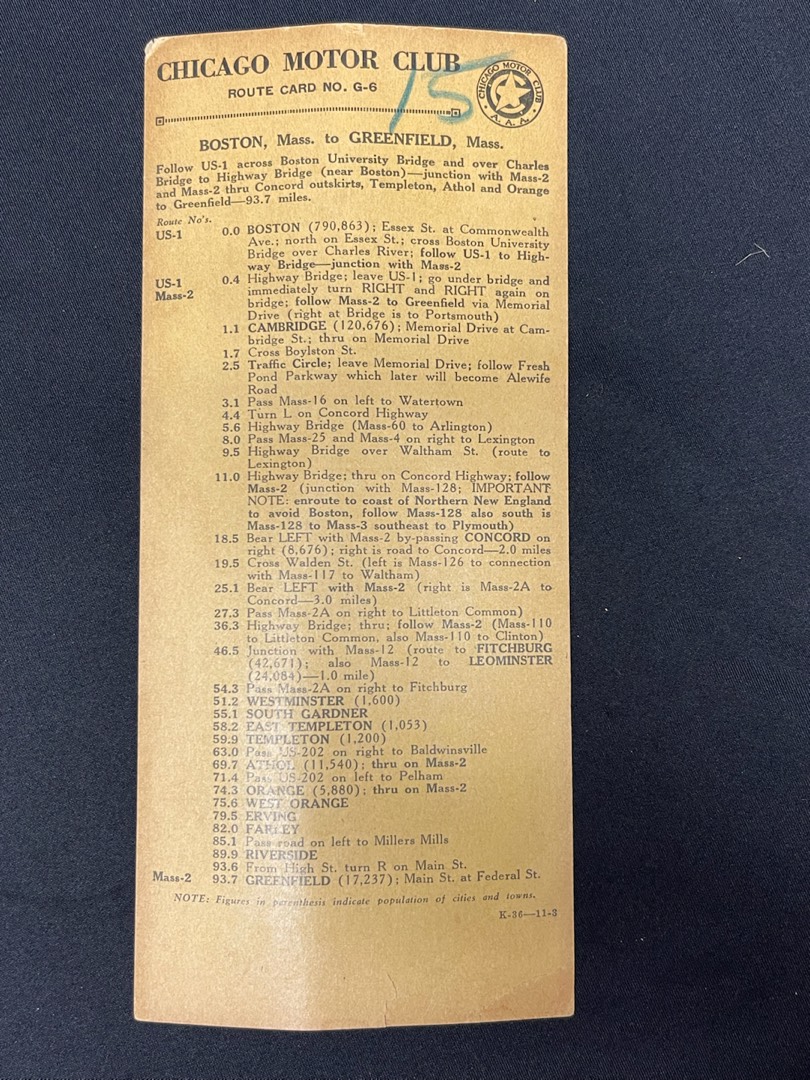 CHICAGO MOTOR CLUB
15
ROUTE CARD NO. G-6
CHICAGO MOTOR CLUB
A. A. A.
BOSTON, Mass. to GREENFIELD, Mass.
Follow US-1 across Boston University Bridge and over Charles
Bridge to Highway Bridge (near Boston)—junction with Mass-2
and Mass-2 thru Concord outskirts, Templeton, Athol and Orange
to Greenfield—93.7 miles.
Route No's.
US-1 0.0 BOSTON (790,863); Essex St. at Commonwealth
Ave.; north on Essex St.; cross Boston University
Bridge over Charles River; follow US-1 to High-
way Bridge—junction with Mass-2
US-1 0.4 Highway Bridge; leave US-1; go under bridge and
Mass-2 immediately turn RIGHT and RIGHT again on
bridge; follow Mass-2 to Greenfield via Memorial
Drive (right at Bridge is to Portsmouth)
1.1 CAMBRIDGE (120,676); Memorial Drive at Cam-
bridge St.; thru on Memorial Drive
1.7 Cross Boylston St.
2.5 Traffic Circle; leave Memorial Drive; follow Fresh
Pond Parkway which later will become Alewife
Road
3.1 Pass Mass-16 on left to Watertown
4.4 Turn L on Concord Highway
5.6 Highway Bridge (Mass-60 to Arlington)
8.0 Pass Mass-25 and Mass-4 on right to Lexington
9.5 Highway Bridge over Waltham St. (route to
Lexington)
11.0 Highway Bridge; thru on Concord Highway; follow
Mass-2 (junction with Mass-128; IMPORTANT
NOTE: enroute to coast of Northern New England
to avoid Boston, follow Mass-128 also south is
Mass-128 to Mass-3 southeast to Plymouth)
18.5 Bear LEFT with Mass-2 by-passing CONCORD on
right (8,676); right is road to Concord—2.0 miles
19.5 Cross Walden St. (left is Mass-126 to connection
with Mass-117 to Waltham)
25.1 Bear LEFT with Mass-2 (right is Mass-2A to
Concord—3.0 miles)
27.3 Pass Mass-2A on right to Littleton Common)
36.3 Highway Bridge; thru; follow Mass-2 (Mass-110
to Littleton Common, also Mass-110 to Clinton)
46.5 Junction with Mass-12 (route to FITCHBURG
(42,671); also Mass-12 to LEOMINSTER
(24,084)—1.0 mile)
54.3 Pass Mass-2A on right to Fitchburg
51.2 WESTMINSTER (1,600)
55.1 SOUTH GARDNER
58.2 EAST TEMPLETON (1,053)
59.9 TEMPLETON (1,200)
63.0 Pass US-202 on right to Baldwinsville
69.7 ATHOL (11,540); thru on Mass-2
71.4 Pass US-202 on left to Pelham
74.3 ORANGE (5,880); thru on Mass-2
75.6 WEST ORANGE
79.5 ERVING
82.0 FARLEY
85.1 Pass road on left to Millers Mills
89.9 RIVERSIDE
93.6 From High St. turn R on Main St.
Mass-2 93.7 GREENFIELD (17,237); Main St. at Federal St.
NOTE: Figures in parenthesis indicate population of cities and towns.
K-36—11-3